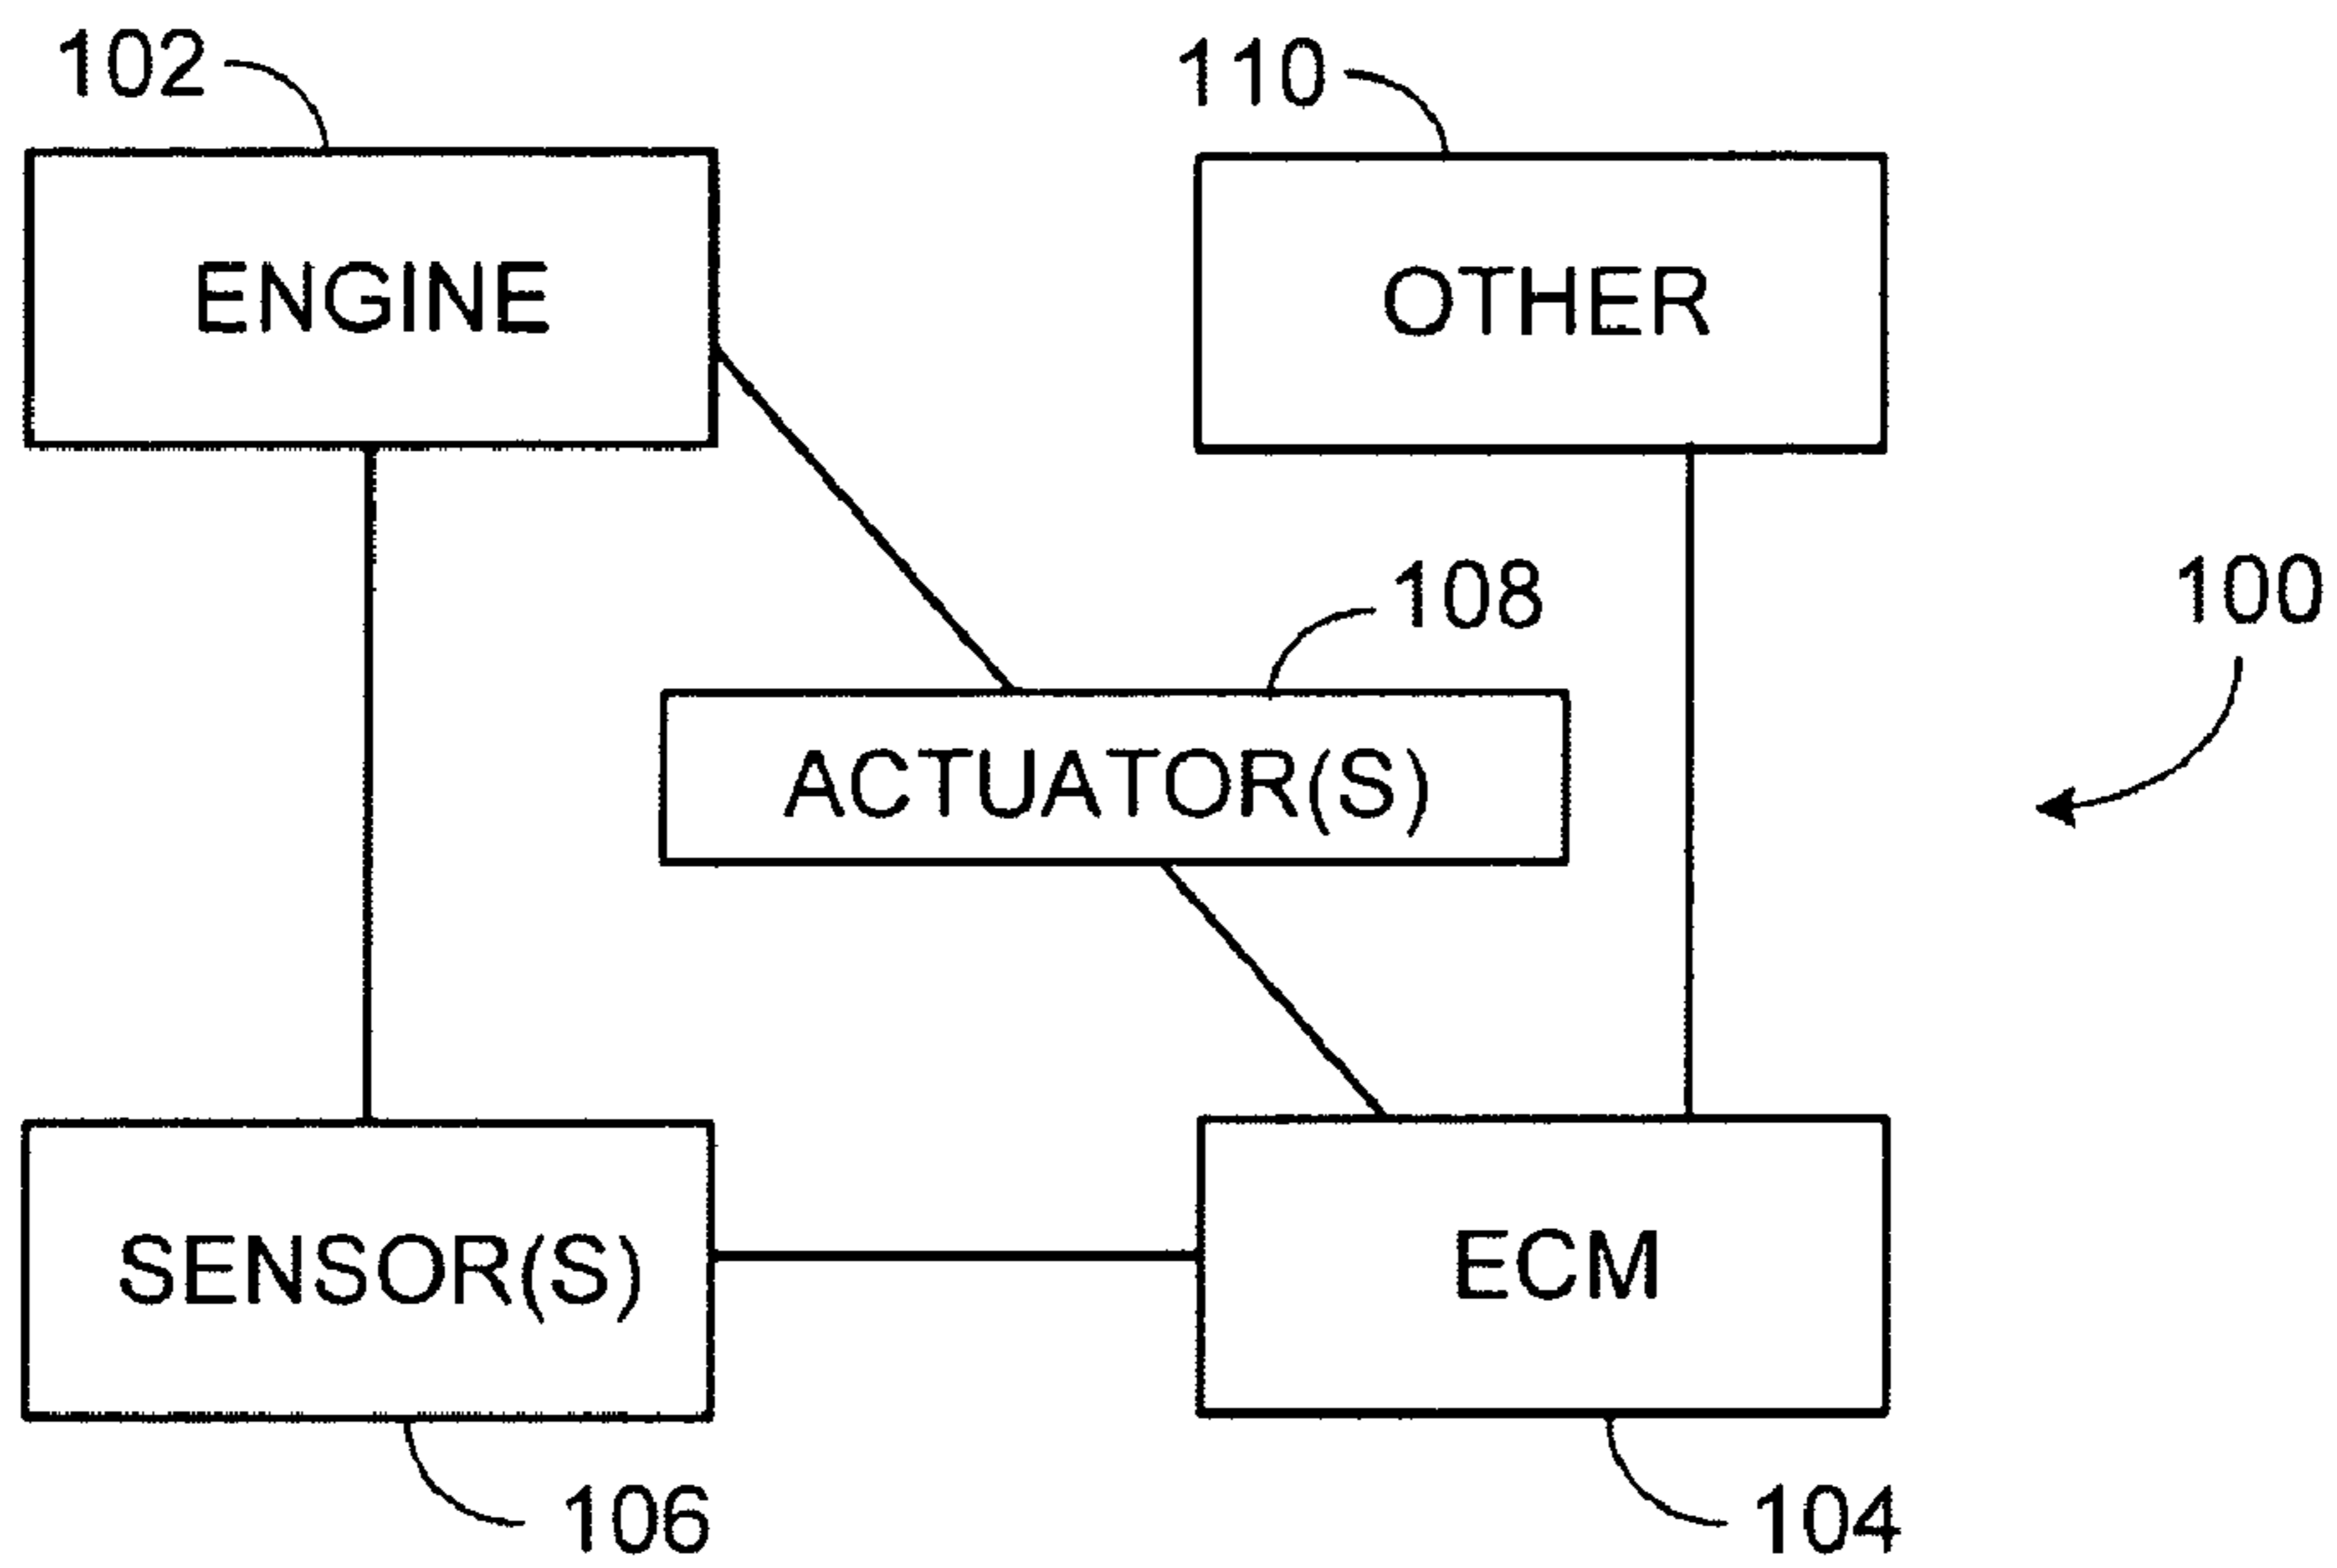 102
110
ENGINE
OTHER
108
100
ACTUATOR(S)
SENSOR(S)
ECM
106
104